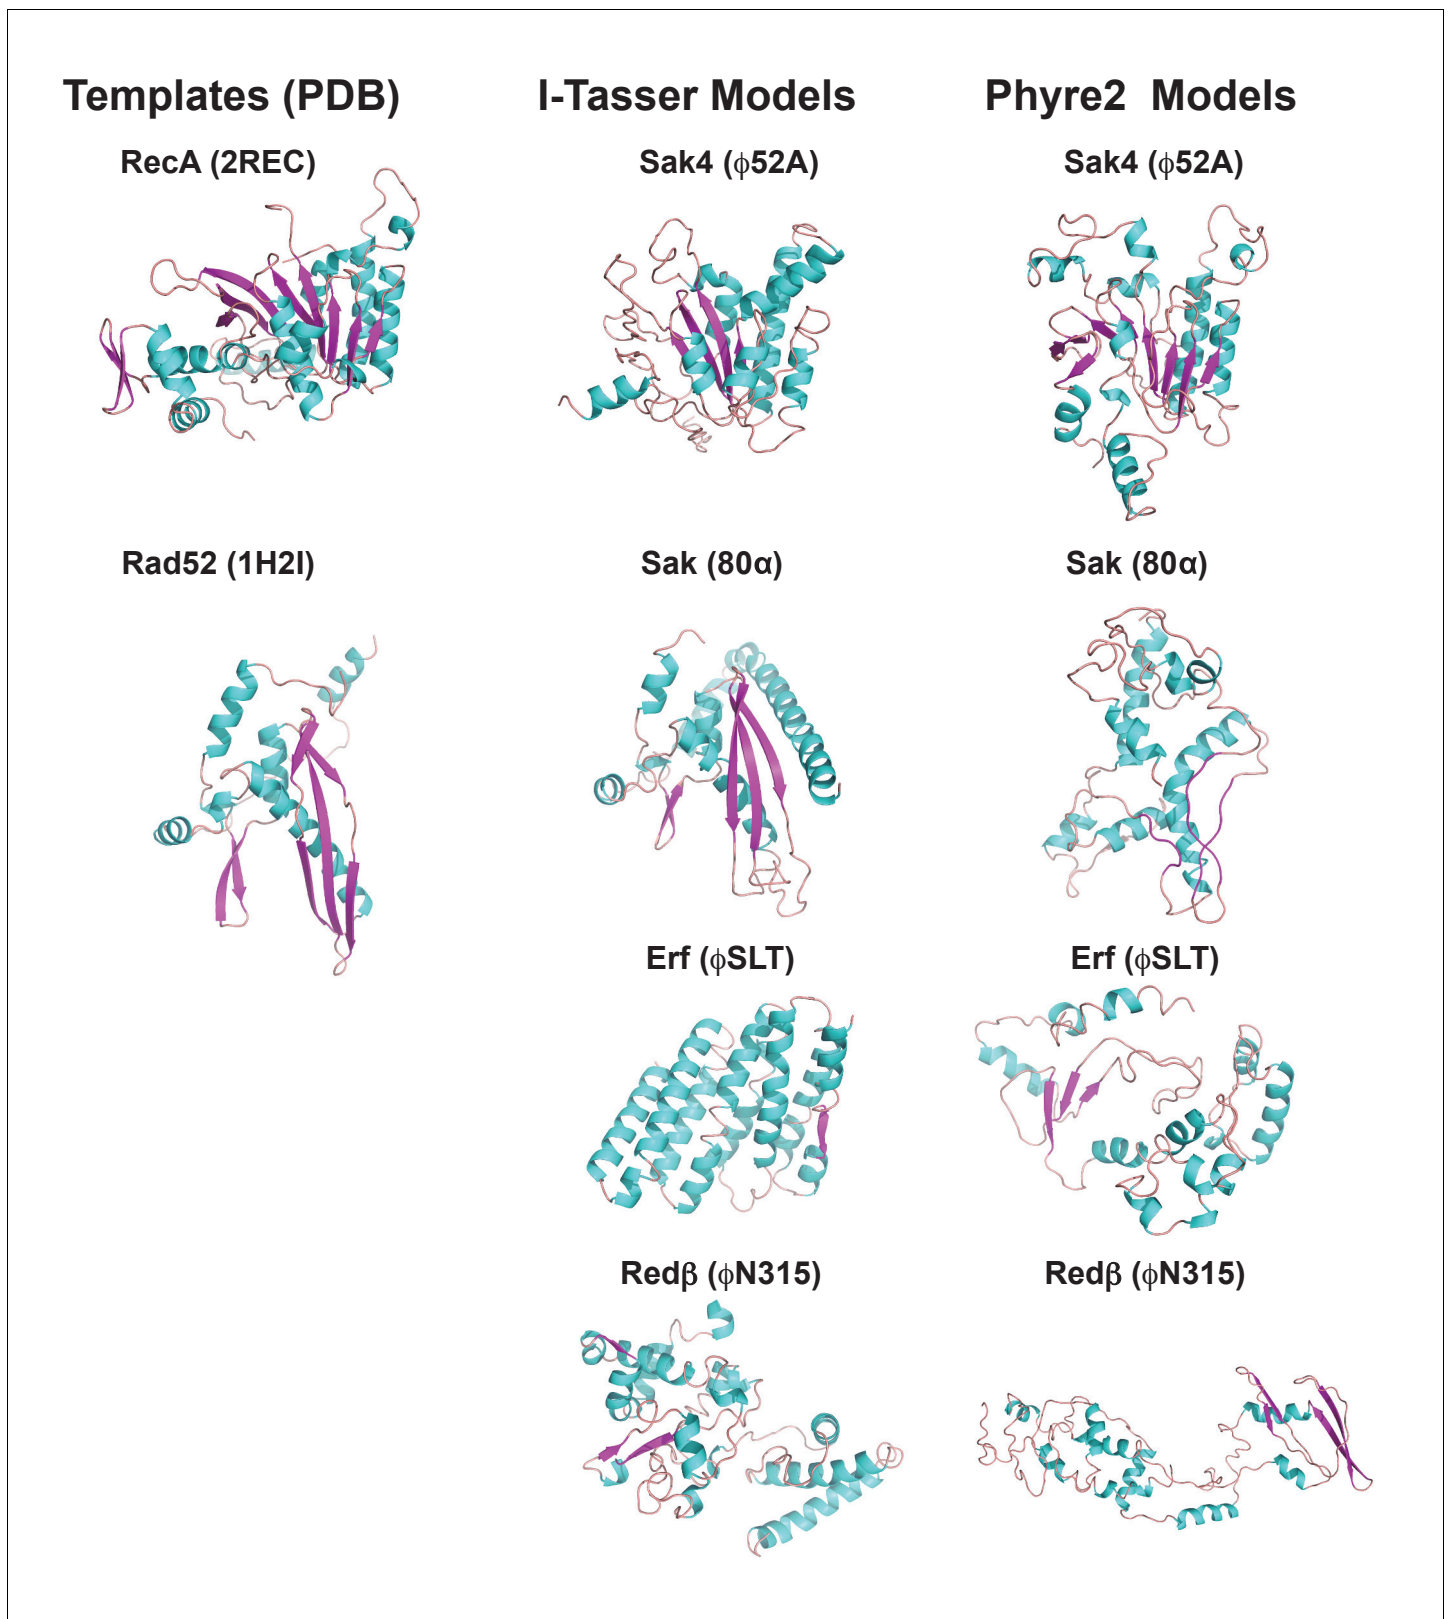 Templates (PDB) I-Tasser Models Phyre2 Models
RecA (2REC) Sak4 (ϕ52A) Sak4 (ϕ52A)
Rad52 (1H2I) Sak (80α) Sak (80α)
Erf (ϕSLT) Erf (ϕSLT)
Redβ (ϕN315) Redβ (ϕN315)